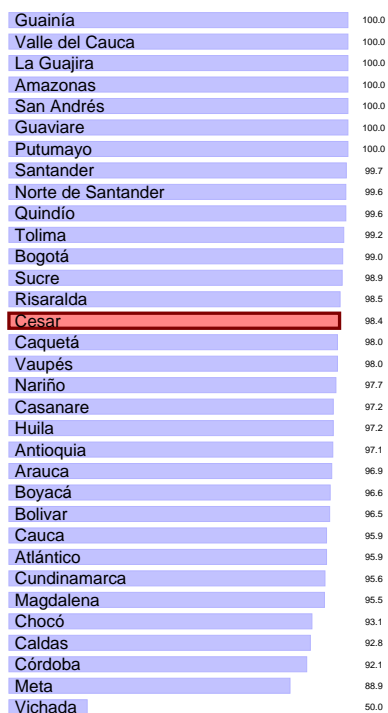 Guainía 100.0
Valle del Cauca 100.0
La Guajira 100.0
Amazonas 100.0
San Andrés 100.0
Guaviare 100.0
Putumayo 100.0
Santander 99.7
Norte de Santander 99.6
Quindío 99.6
Tolima 99.2
Bogotá 99.0
Sucre 98.9
Risaralda 98.5
Cesar 98.4
Caquetá 98.0
Vaupés 98.0
Nariño 97.7
Casanare 97.2
Huila 97.2
Antioquia 97.1
Arauca 96.9
Boyacá 96.6
Bolivar 96.5
Cauca 95.9
Atlántico 95.9
Cundinamarca 95.6
Magdalena 95.5
Chocó 93.1
Caldas 92.8
Córdoba 92.1
Meta 88.9
Vichada 50.0